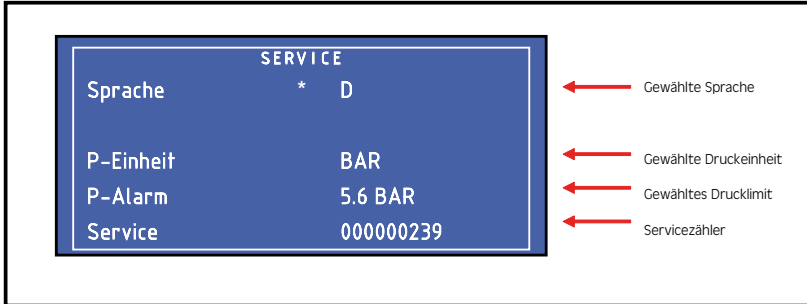 SERVICE
Sprache * D Gewählte Sprache
P-Einheit BAR Gewählte Druckeinheit
P-Alarm 5.6 BAR Gewähltes Drucklimit
Service 000000239 Servicezähler